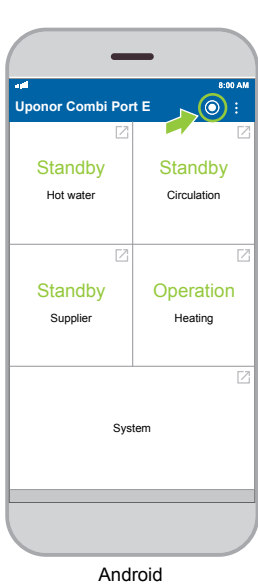 8:00 AM
Uponor Combi Port E
Standby
Hot water
Standby
Circulation
Standby
Supplier
Operation
Heating
System
Android